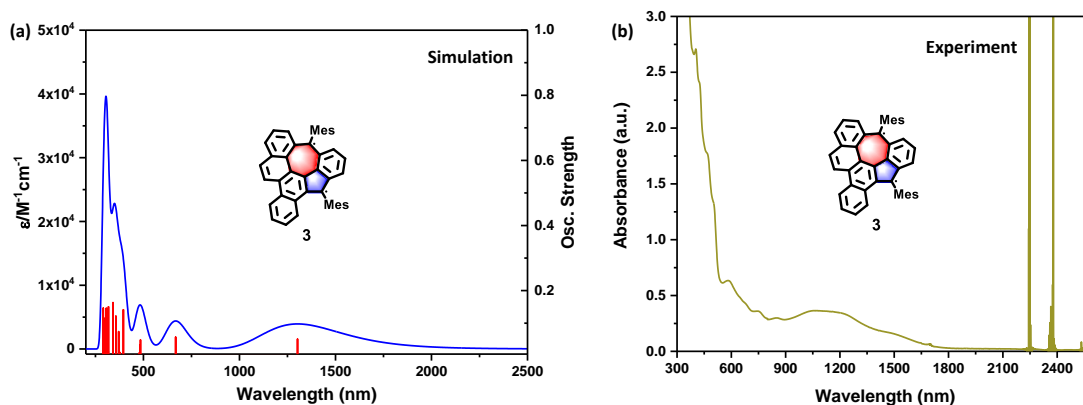 (a)
Simulation
ε/M⁻¹cm⁻¹
5x10⁴
4x10⁴
3x10⁴
2x10⁴
1x10⁴
0
1.0
0.8
0.6
0.4
0.2
0.0
Osc. Strength
Mes
Mes
3
500 1000 1500 2000 2500
Wavelength (nm)
(b)
Experiment
Absorbance (a.u.)
3.0
2.5
2.0
1.5
1.0
0.5
0.0
Mes
Mes
3
300 600 900 1200 1500 1800 2100 2400
Wavelength (nm)